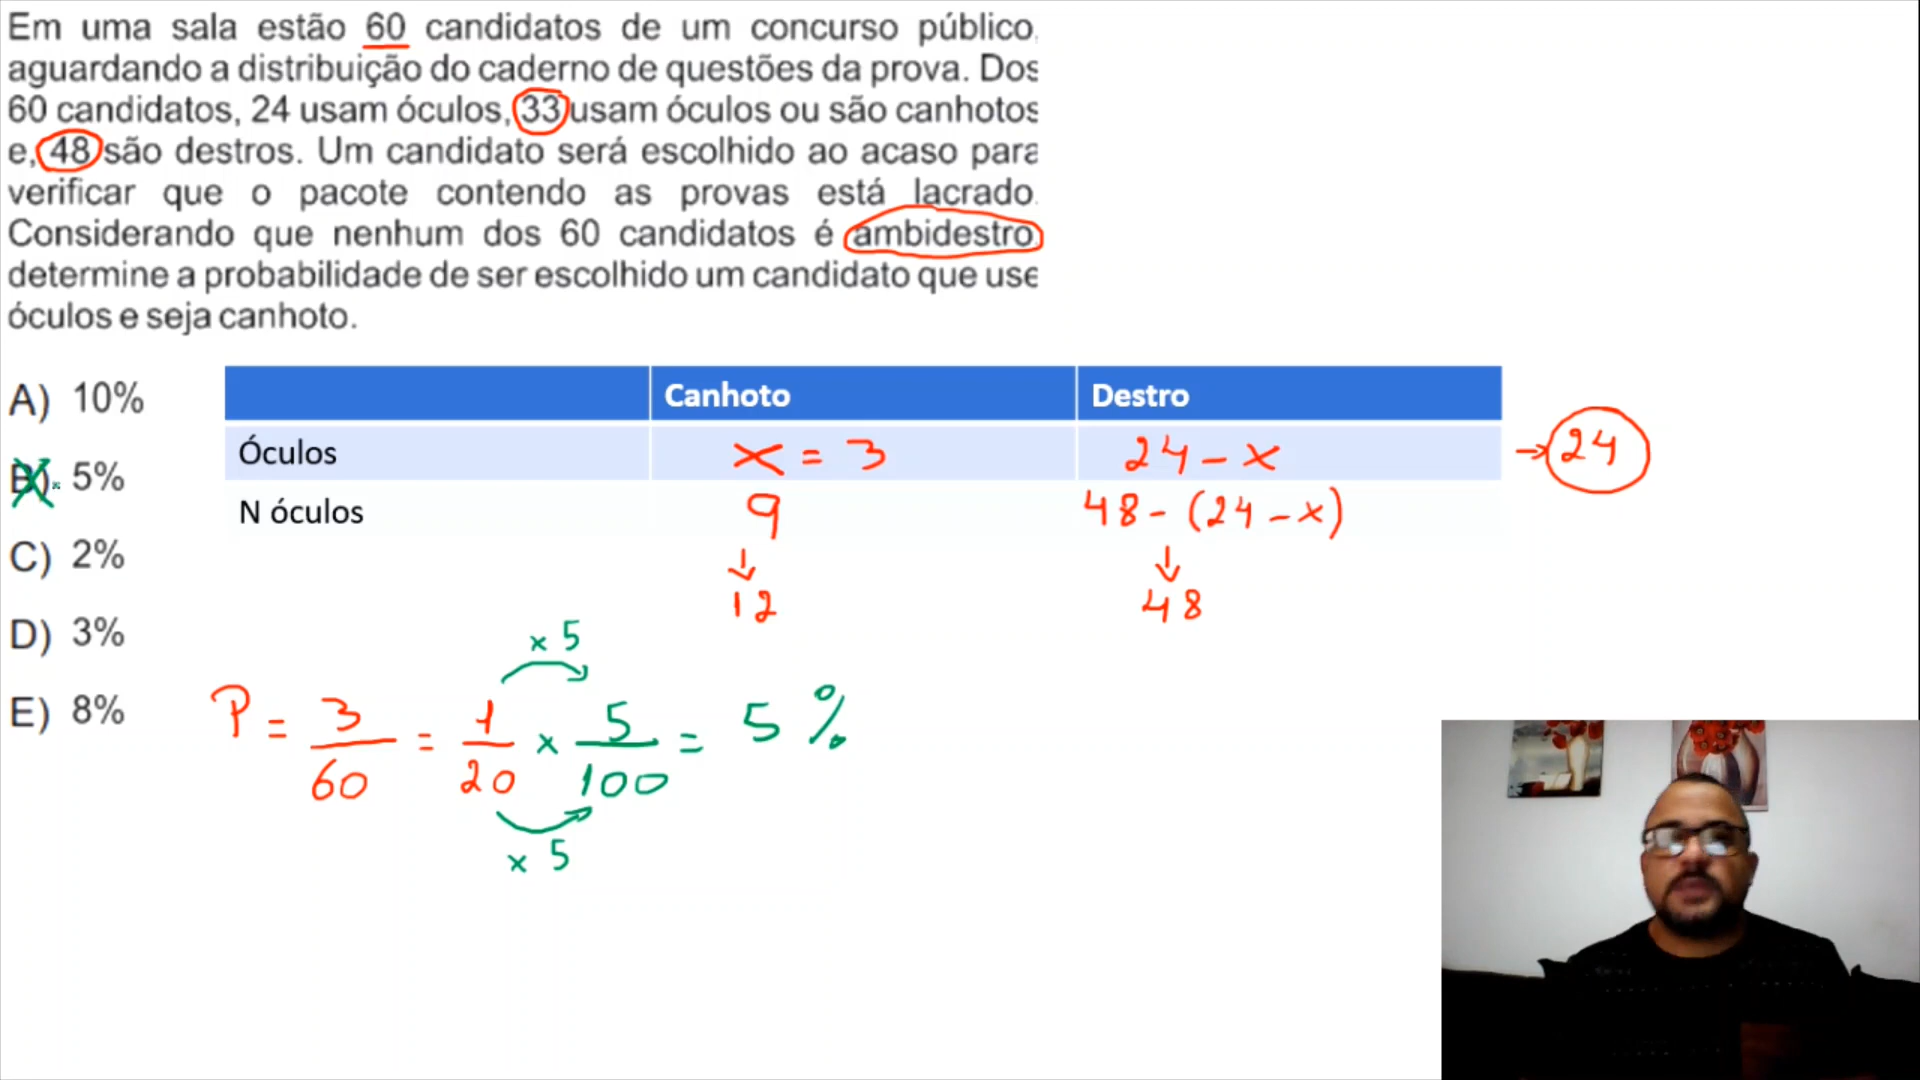 Em uma sala estão 60 candidatos de um concurso público,
aguardando a distribuição do caderno de questões da prova. Dos
60 candidatos, 24 usam óculos, 33 usam óculos ou são canhotos
e, 48 são destros. Um candidato será escolhido ao acaso para
verificar que o pacote contendo as provas está lacrado.
Considerando que nenhum dos 60 candidatos é ambidestro,
determine a probabilidade de ser escolhido um candidato que use
óculos e seja canhoto.
A) 10%
B) 5%
C) 2%
D) 3%
E) 8%
Canhoto Destro
Óculos x = 3 24 - x → 24
N óculos 9 48 - (24 - x)
↓ ↓
12 48
x 5
P = 3/60 = 1/20 x 5/100 = 5 %
x 5